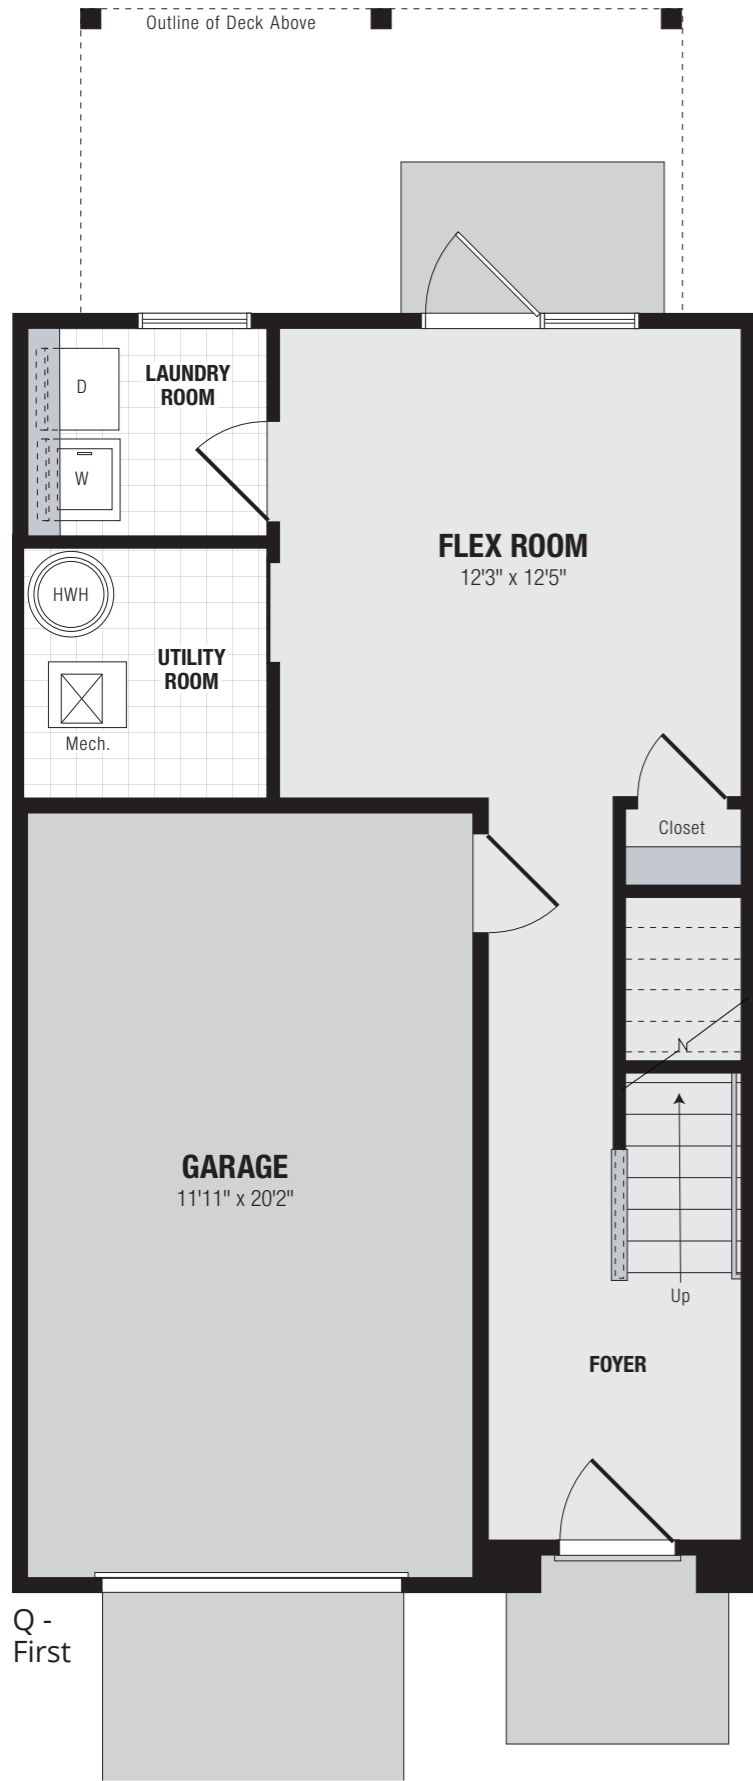 Outline of Deck Above
D
LAUNDRY
ROOM
W
FLEX ROOM
12'3" x 12'5"
HWH
UTILITY
ROOM
Mech.
Closet
N
GARAGE
11'11" x 20'2"
Up
FOYER
Q -
First